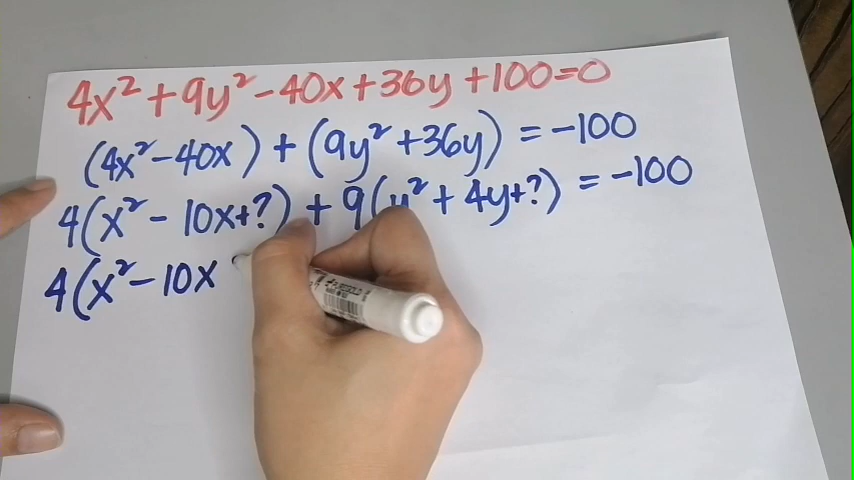 4x² + 9y² - 40x + 36y + 100 = 0
(4x² - 40x) + (9y² + 36y) = -100
4(x² - 10x + ?) + 9(y² + 4y + ?) = -100
4(x² - 10x